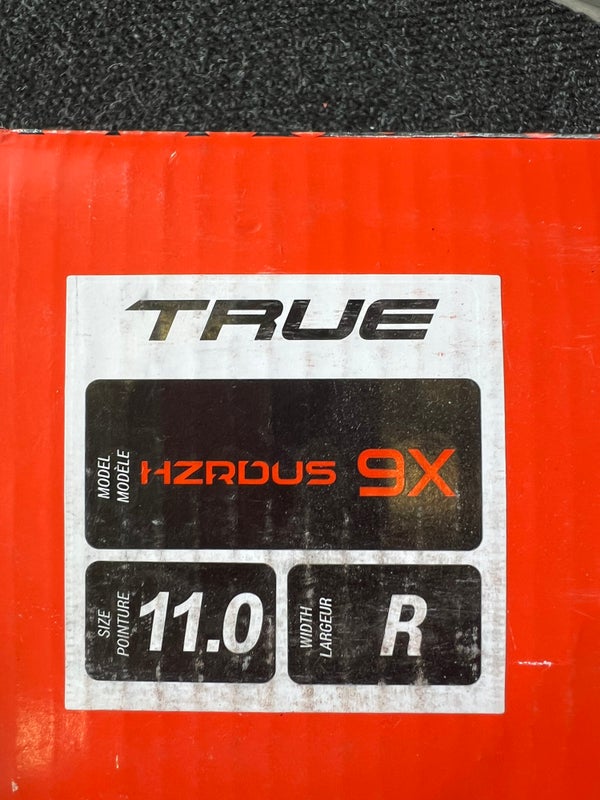 TRUE
MODEL
MODÈLE
HZRDUS 9X
SIZE
POINTURE
11.0
WIDTH
LARGEUR
R